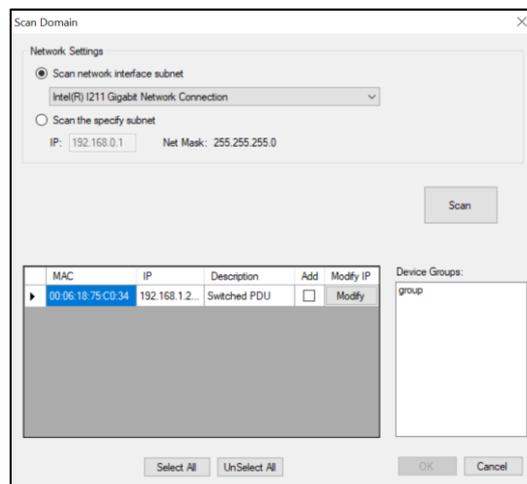 Scan Domain
Network Settings
Scan network interface subnet
Intel(R) I211 Gigabit Network Connection
Scan the specify subnet
IP: 192.168.0.1 Net Mask: 255.255.255.0
Scan
MAC IP Description Add Modify IP
00:06:18:75:C0:34 192.168.1.2... Switched PDU Modify
Device Groups:
group
Select All UnSelect All OK Cancel